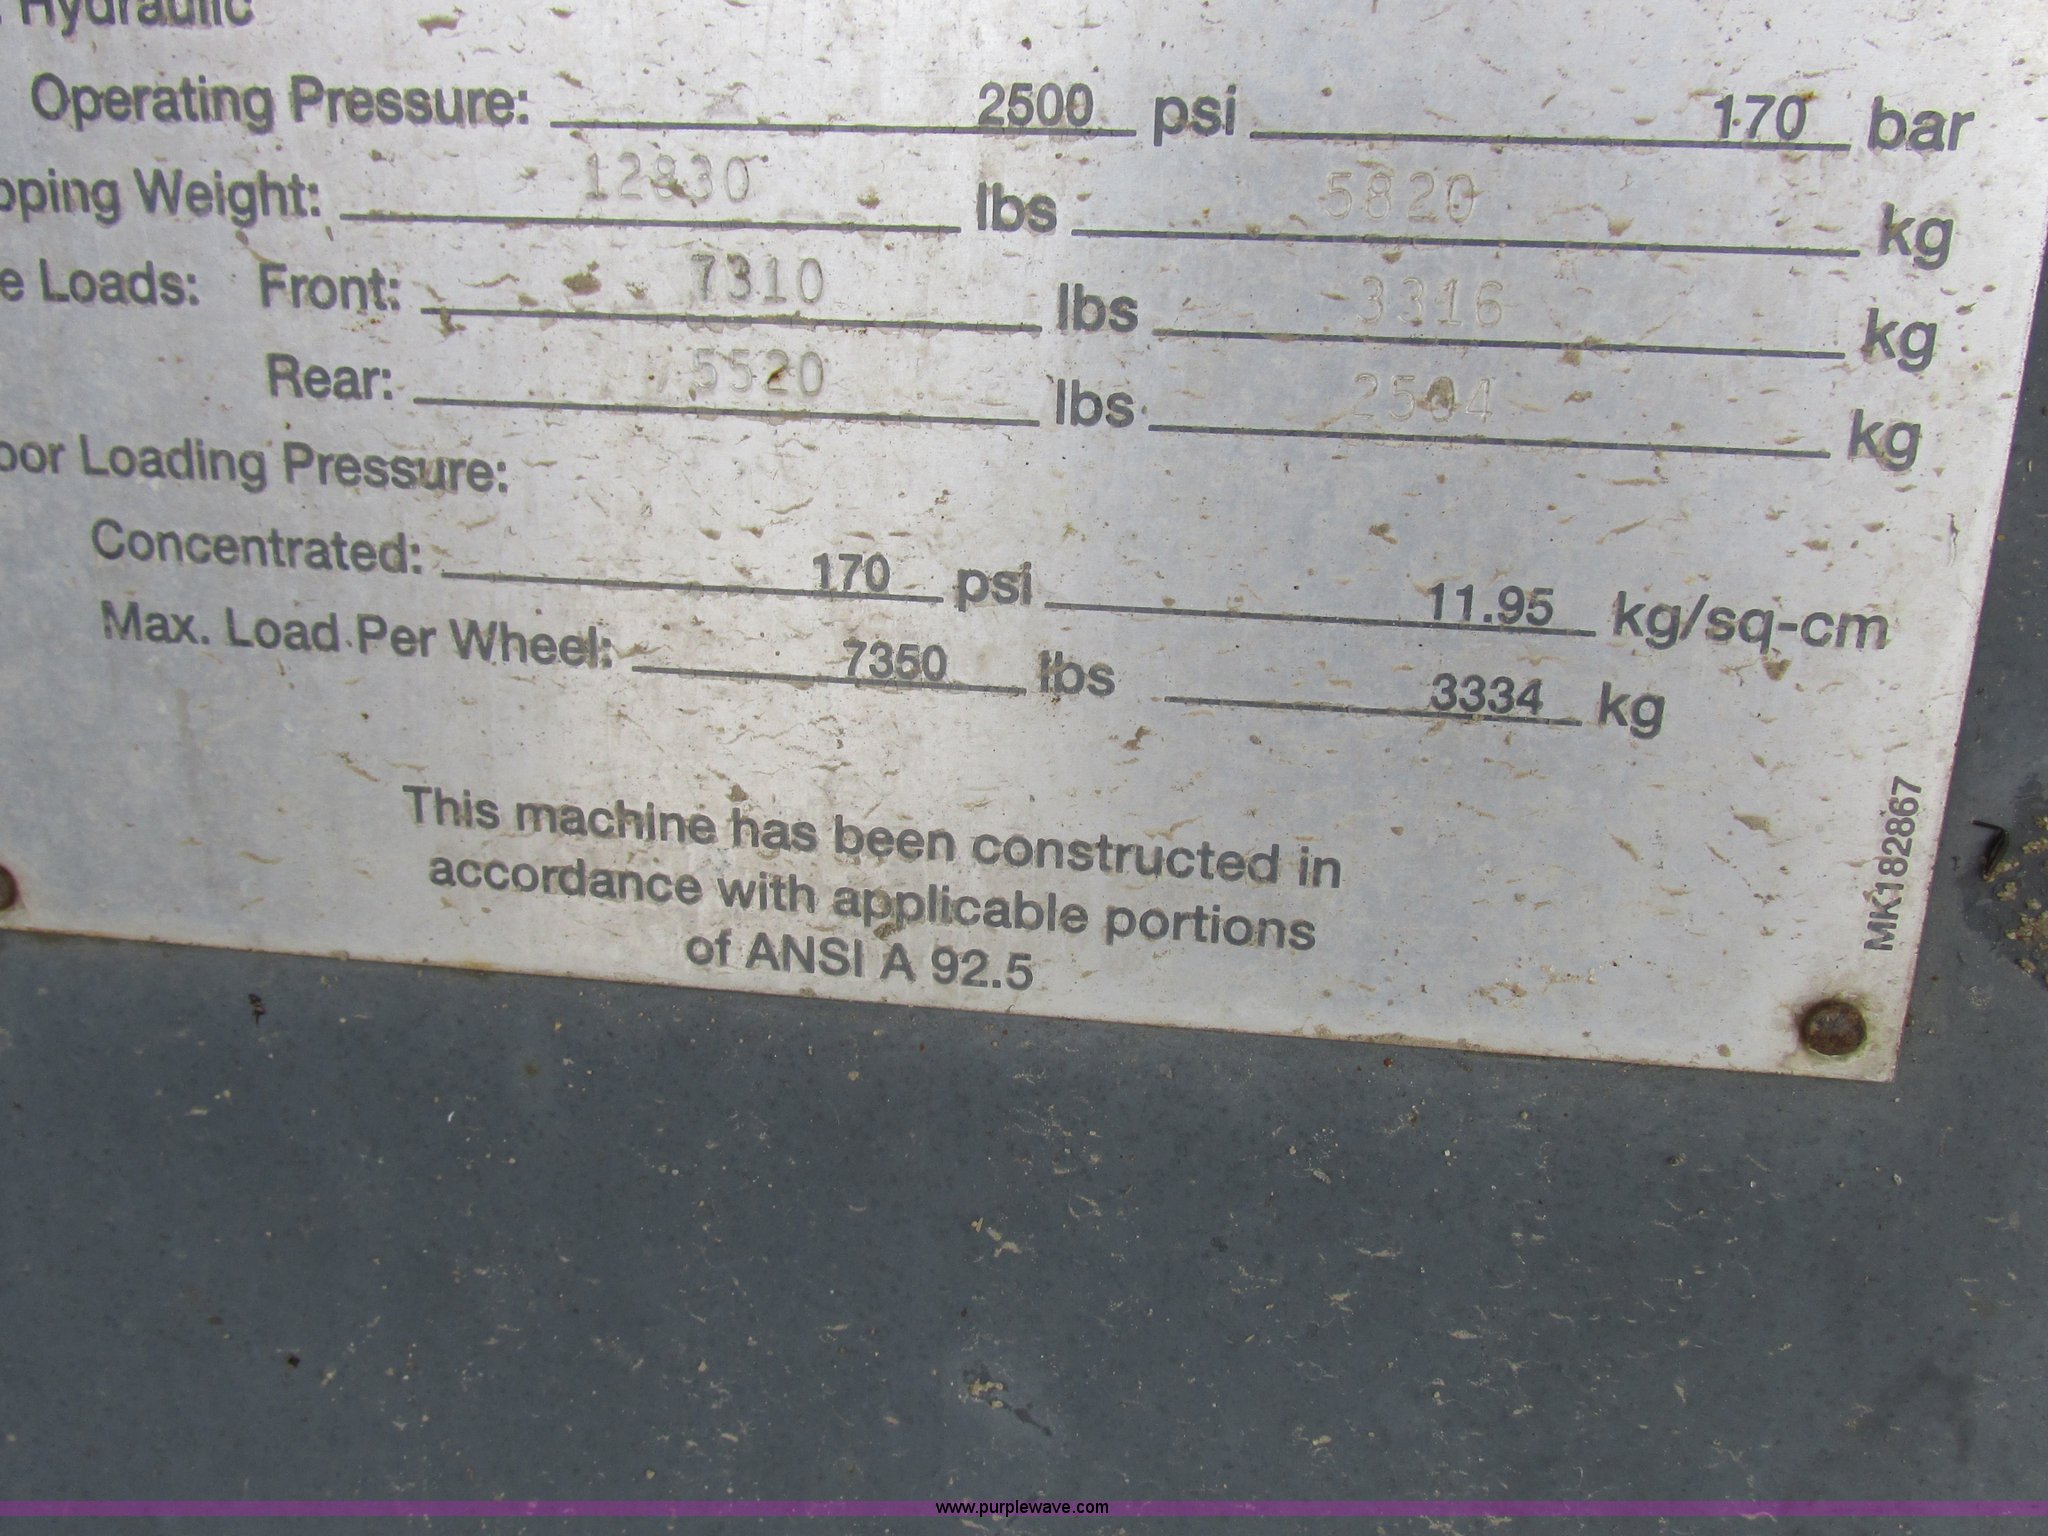 Hydraulic
Operating Pressure: 2500 psi 170 bar
pping Weight: 12830 lbs 5820 kg
e Loads: Front: 7310 lbs 3316 kg
Rear: 5520 lbs 2504 kg
oor Loading Pressure:
Concentrated: 170 psi 11.95 kg/sq-cm
Max. Load Per Wheel: 7350 lbs 3334 kg
This machine has been constructed in
accordance with applicable portions
of ANSI A 92.5
MK182867
www.purplewave.com